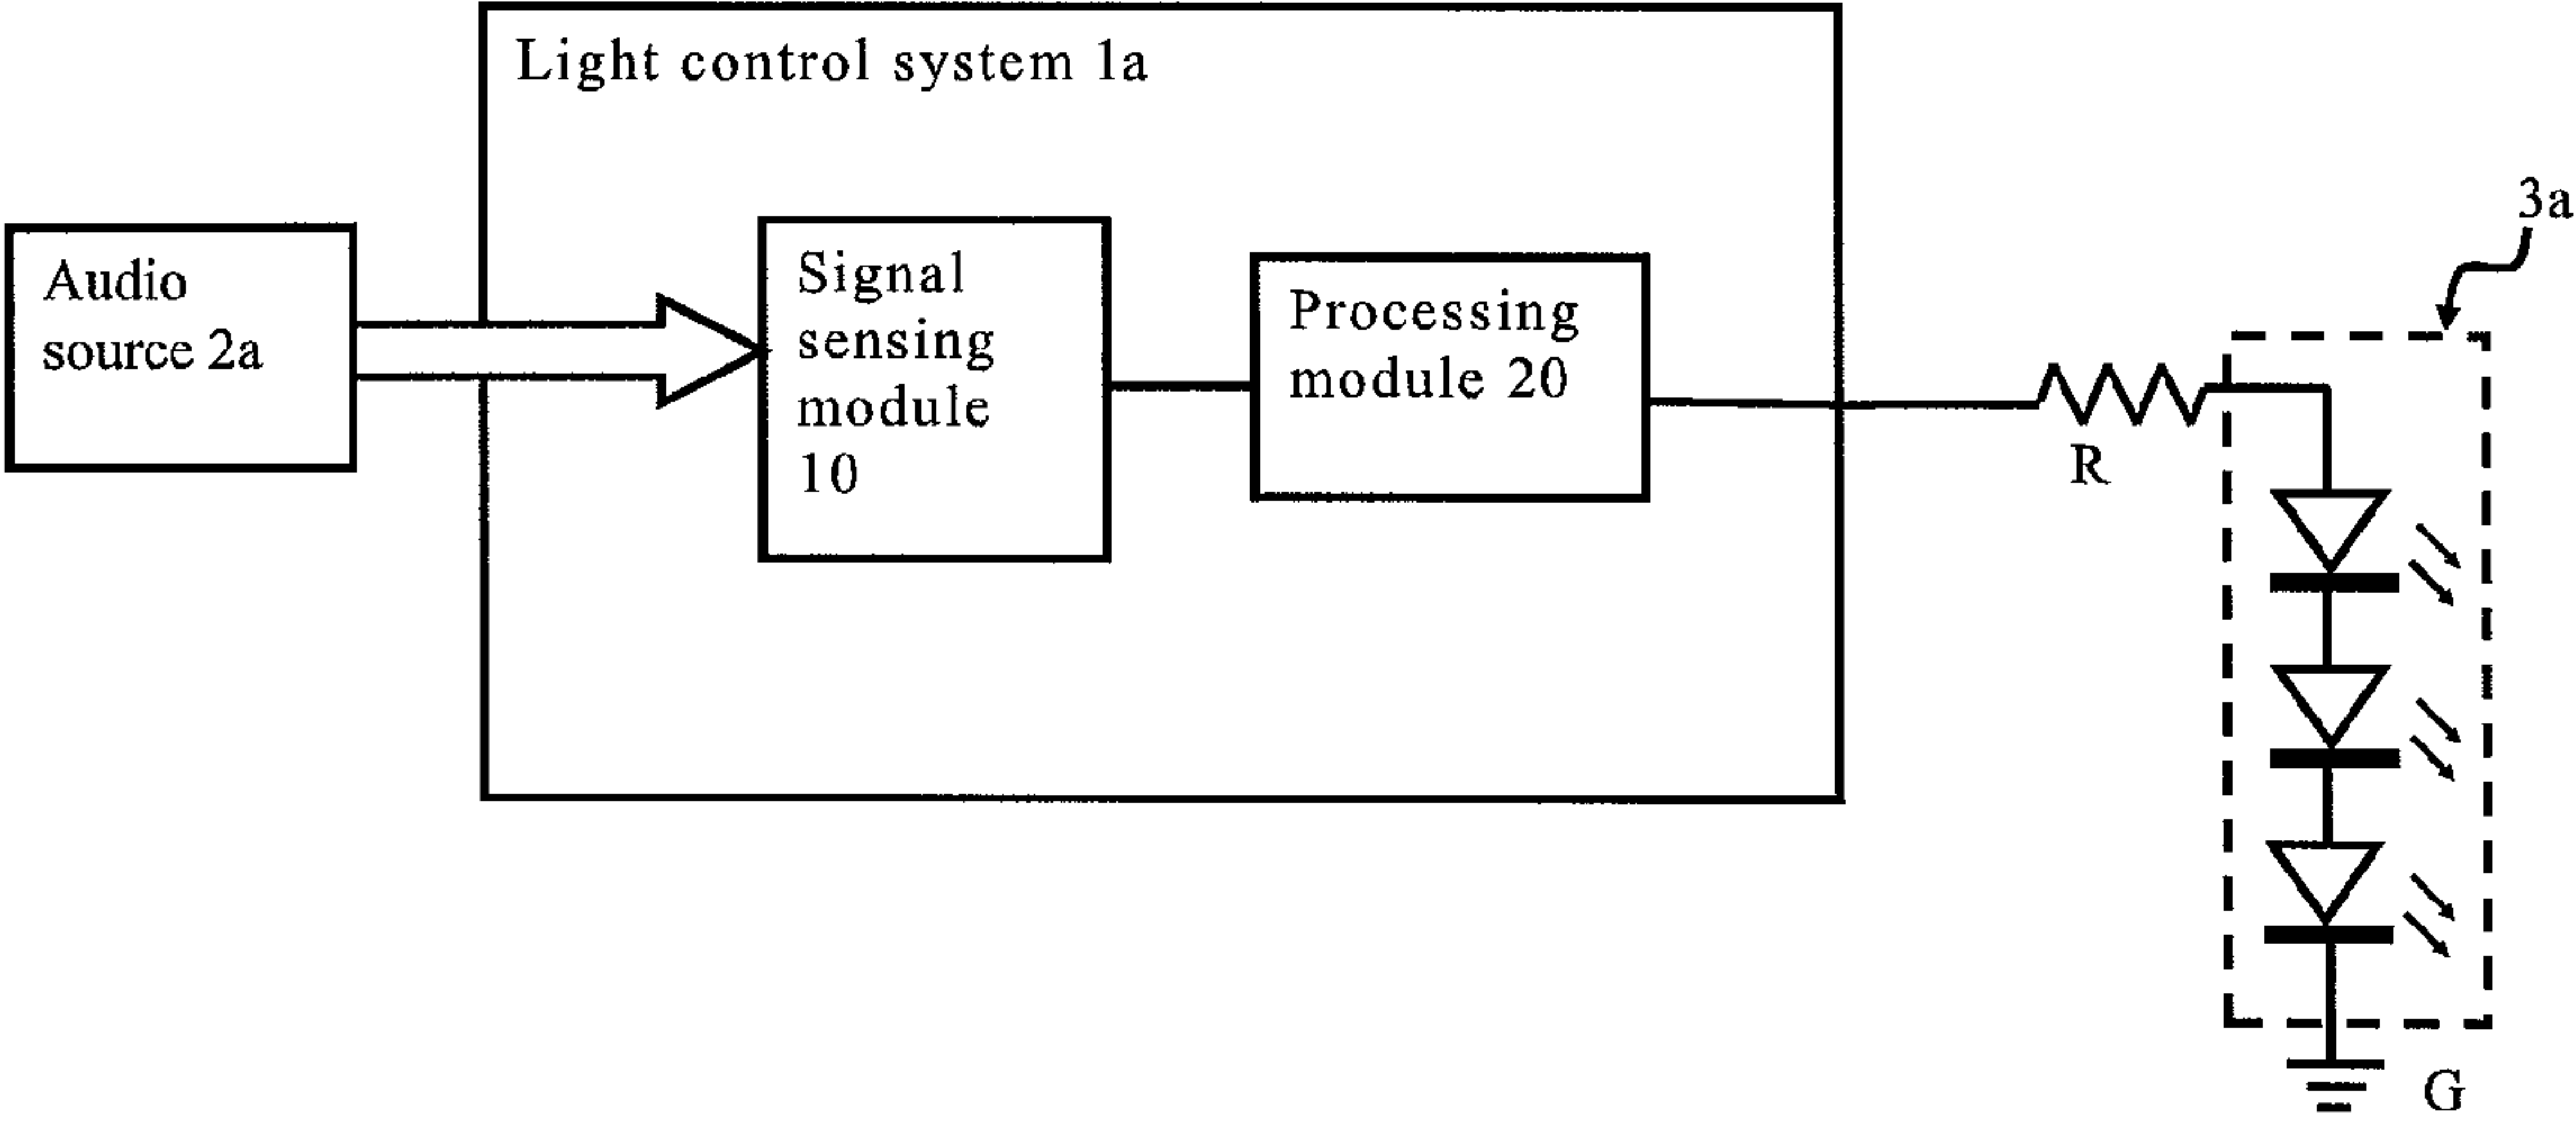 Light control system 1a
Audio
source 2a
Signal
sensing
module
10
Processing
module 20
R
3a
G